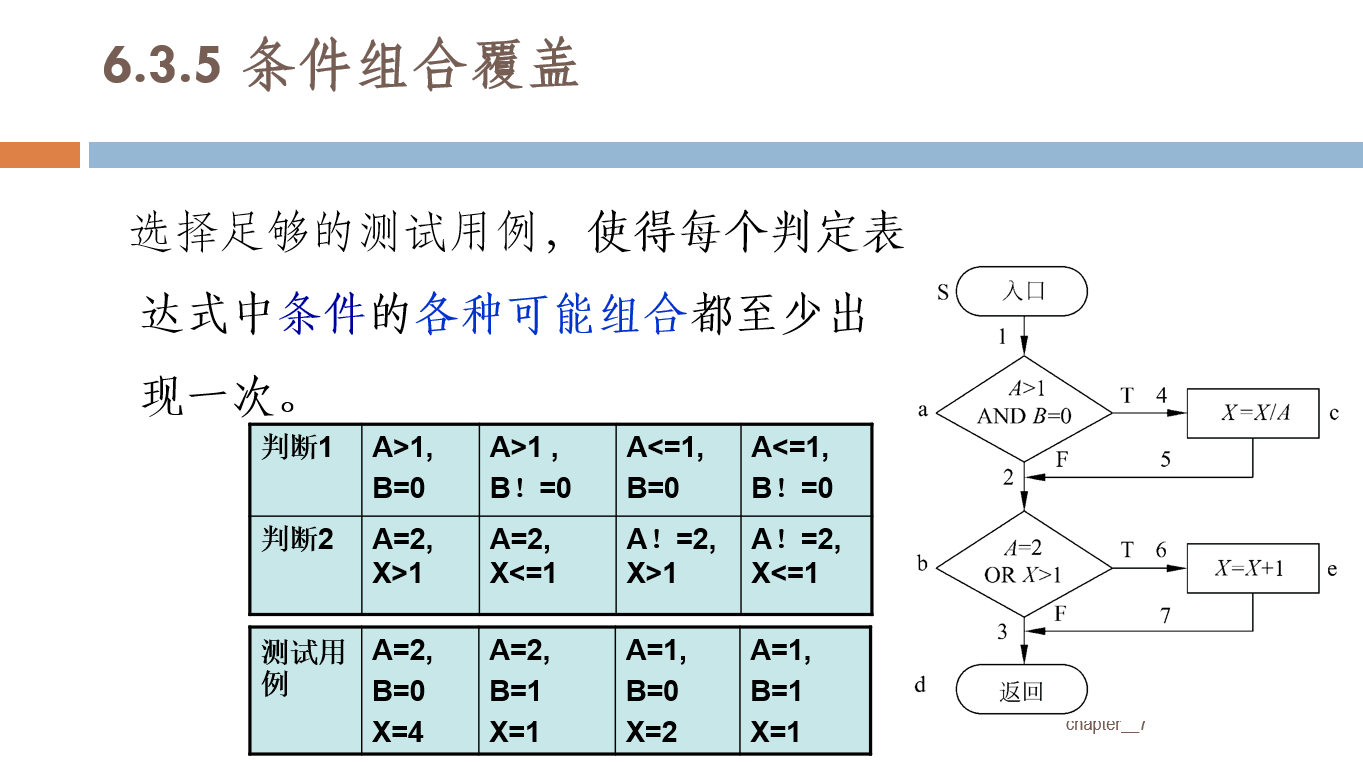 6.3.5 条件组合覆盖
选择足够的测试用例，使得每个判定表
达式中条件的各种可能组合都至少出
现一次。
判断1
A>1,
B=0
A>1 ,
B！=0
A<=1,
B=0
A<=1,
B！=0
判断2
A=2,
X>1
A=2,
X<=1
A！=2,
X>1
A！=2,
X<=1
测试用
例
A=2,
B=0
X=4
A=2,
B=1
X=1
A=1,
B=0
X=2
A=1,
B=1
X=1
S
入口
1
a
A>1
AND B=0
T 4
X=X/A
c
F
5
2
b
A=2
OR X>1
T 6
X=X+1
e
F
7
3
d
返回
chapter__7